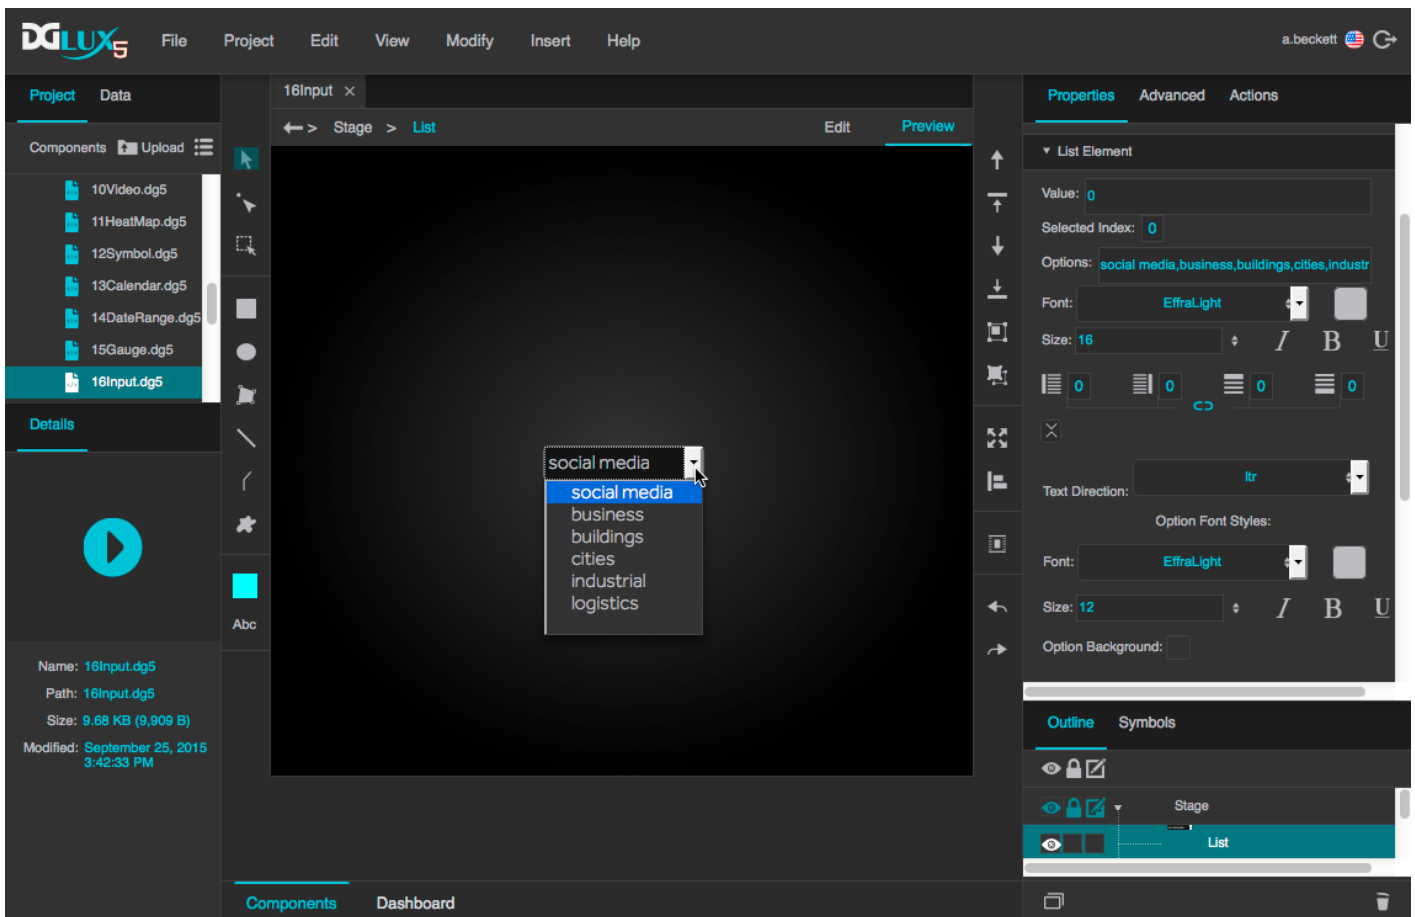 DGLUX5
File Project Edit View Modify Insert Help
a.beckett
Project Data
Components Upload
10Video.dg5
11HeatMap.dg5
12Symbol.dg5
13Calendar.dg5
14DateRange.dg5
15Gauge.dg5
16Input.dg5
Details
Name: 16Input.dg5
Path: 16Input.dg5
Size: 9.68 KB (9,909 B)
Modified: September 25, 2015
3:42:33 PM
Abc
16Input ×
> Stage > List
Edit Preview
social media
social media
business
buildings
cities
industrial
logistics
Components Dashboard
Properties Advanced Actions
List Element
Value: 0
Selected Index: 0
Options: social media,business,buildings,cities,industr
Font: EffraLight
Size: 16 I B U
0 0 0 0
Text Direction: ltr
Option Font Styles:
Font: EffraLight
Size: 12 I B U
Option Background:
Outline Symbols
Stage
List